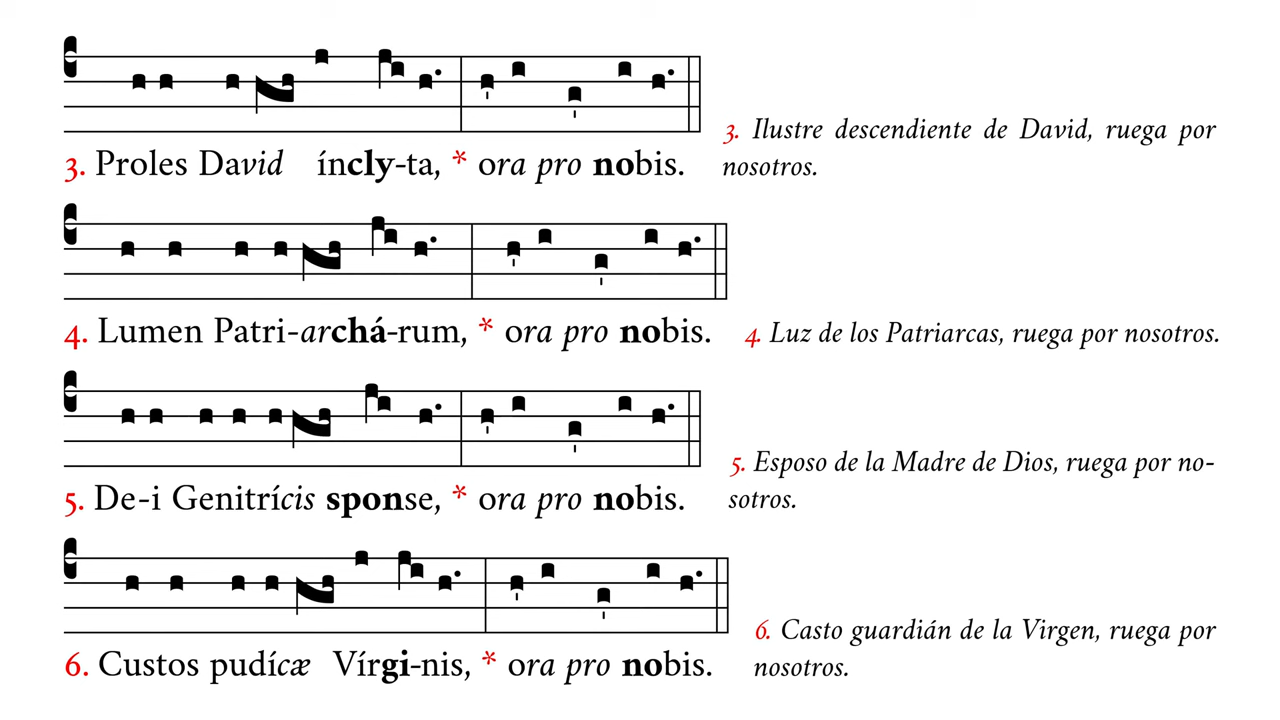 3. Proles David íncly-ta, * ora pro nobis.
3. Ilustre descendiente de David, ruega por
nosotros.
4. Lumen Patri-archá-rum, * ora pro nobis.
4. Luz de los Patriarcas, ruega por nosotros.
5. De-i Genitrícis sponse, * ora pro nobis.
5. Esposo de la Madre de Dios, ruega por no-
sotros.
6. Custos pudícæ Vírgi-nis, * ora pro nobis.
6. Casto guardián de la Virgen, ruega por
nosotros.